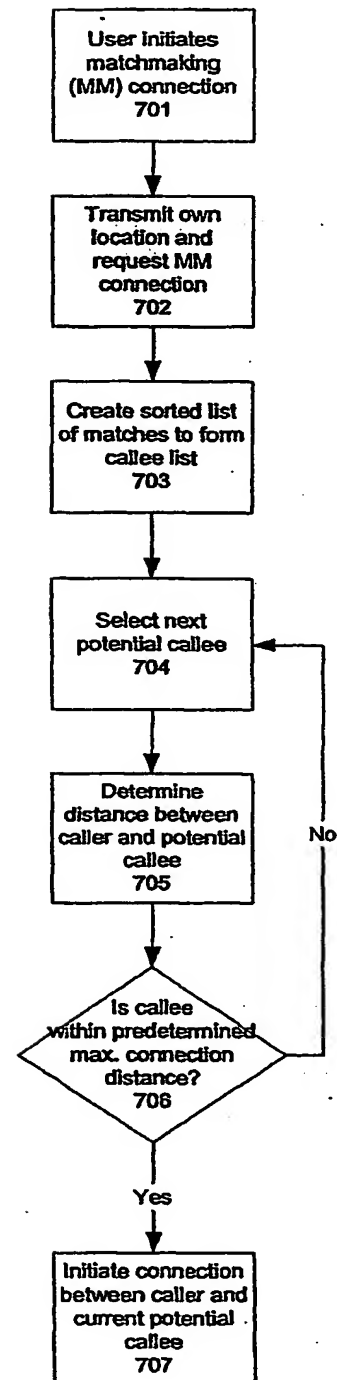 User Initiates
matchmaking
(MM) connection
701
Transmit own
location and
request MM
connection
702
Create sorted list
of matches to form
callee list
703
Select next
potential callee
704
Determine
distance between
caller and potential
callee
705
No
Is callee
within predetermined
max. connection
distance?
706
Yes
Initiate connection
between caller and
current potential
callee
707